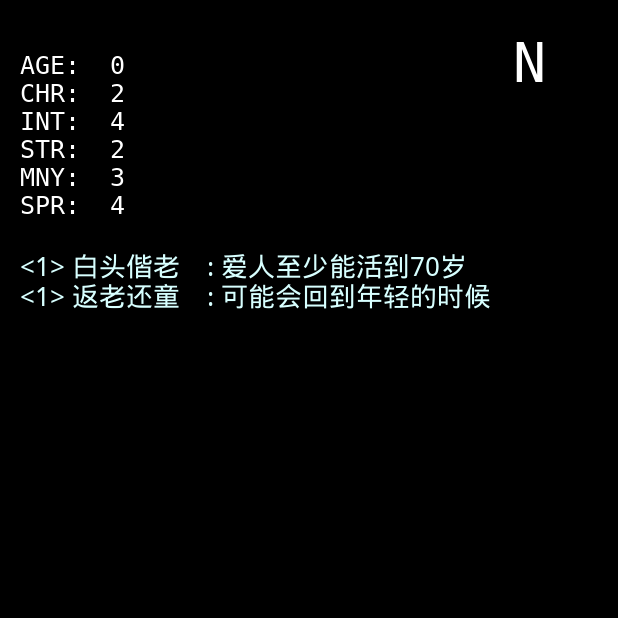 N
AGE: 0
CHR: 2
INT: 4
STR: 2
MNY: 3
SPR: 4
<1> 白头偕老 : 爱人至少能活到70岁
<1> 返老还童 : 可能会回到年轻的时候